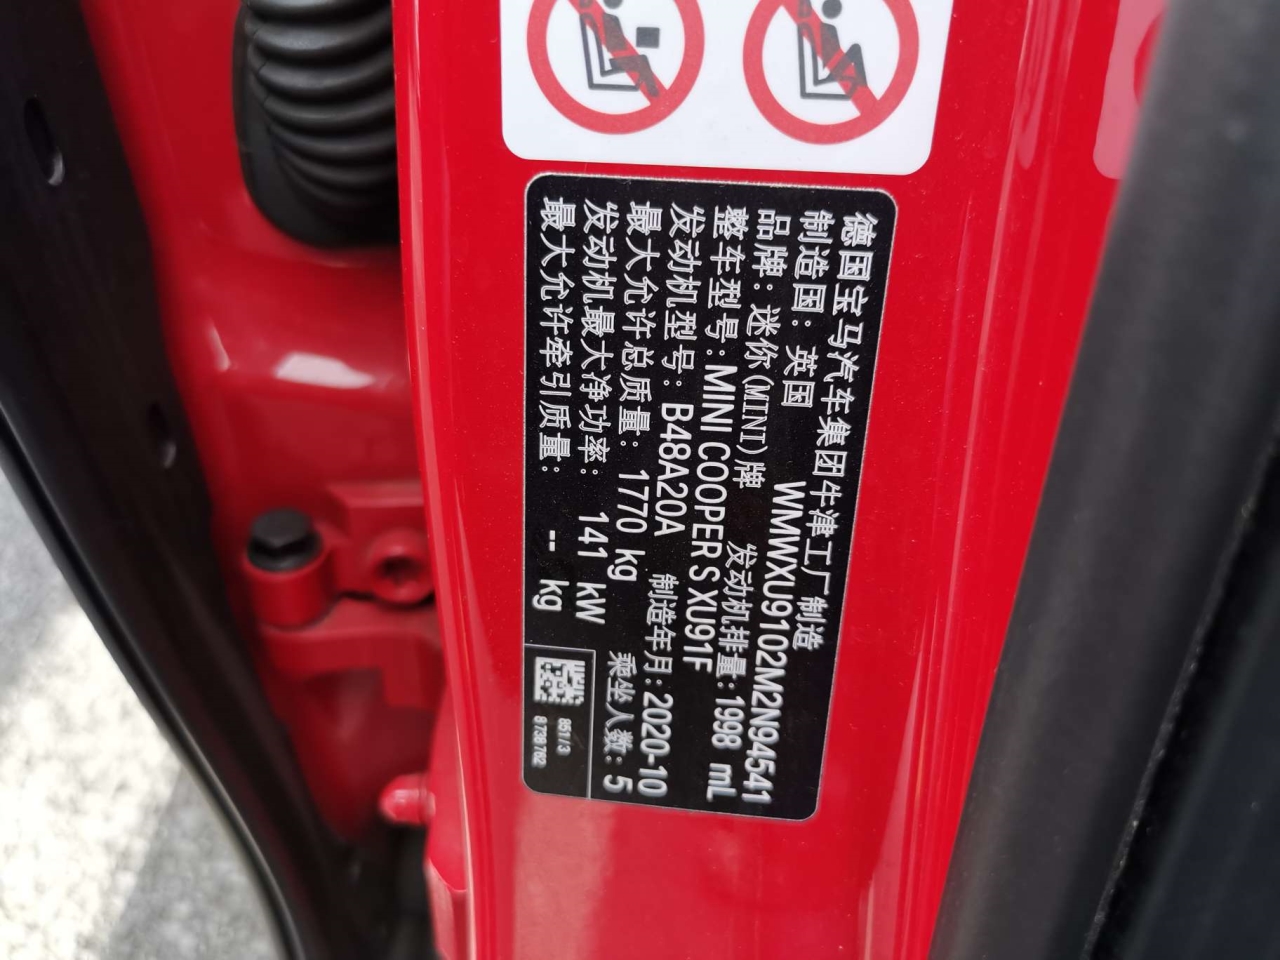 德国宝马汽车集团牛津工厂制造
制造国: 英国 WMWXU9102M2N94541
品牌: 迷你(MINI)牌 发动机排量: 1998 mL
整车型号: MINI COOPER S XU91F
发动机型号: B48A20A 制造年月: 2020-10
最大允许总质量: 1770 kg 乘坐人数: 5
发动机最大净功率: 141 kW
最大允许牵引质量: -- kg
851/3
8738762